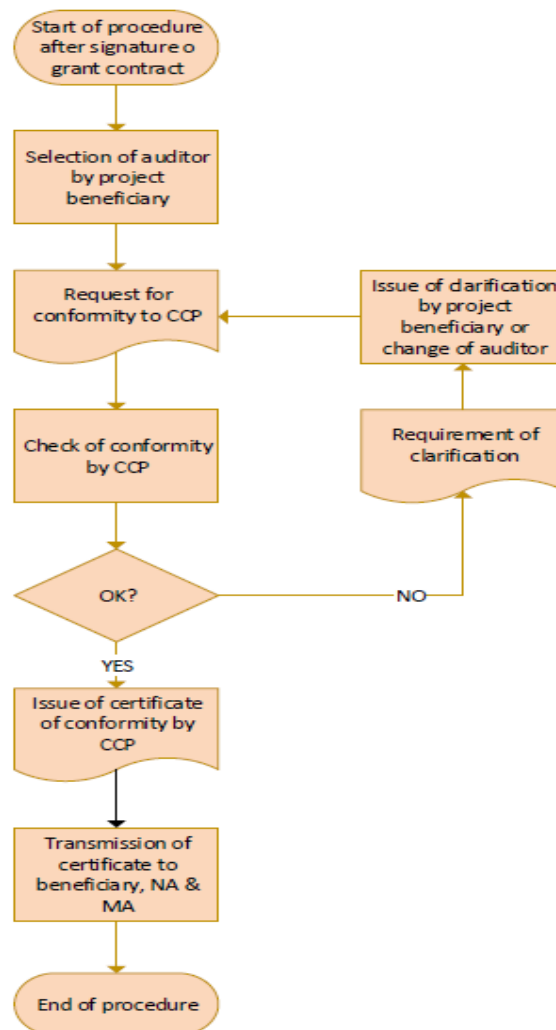 Start of procedure
after signature o
grant contract
Selection of auditor
by project
beneficiary
Request for
conformity to CCP
Issue of clarification
by project
beneficiary or
change of auditor
Check of conformity
by CCP
Requirement of
clarification
OK?
NO
YES
Issue of certificate
of conformity by
CCP
Transmission of
certificate to
beneficiary, NA &
MA
End of procedure